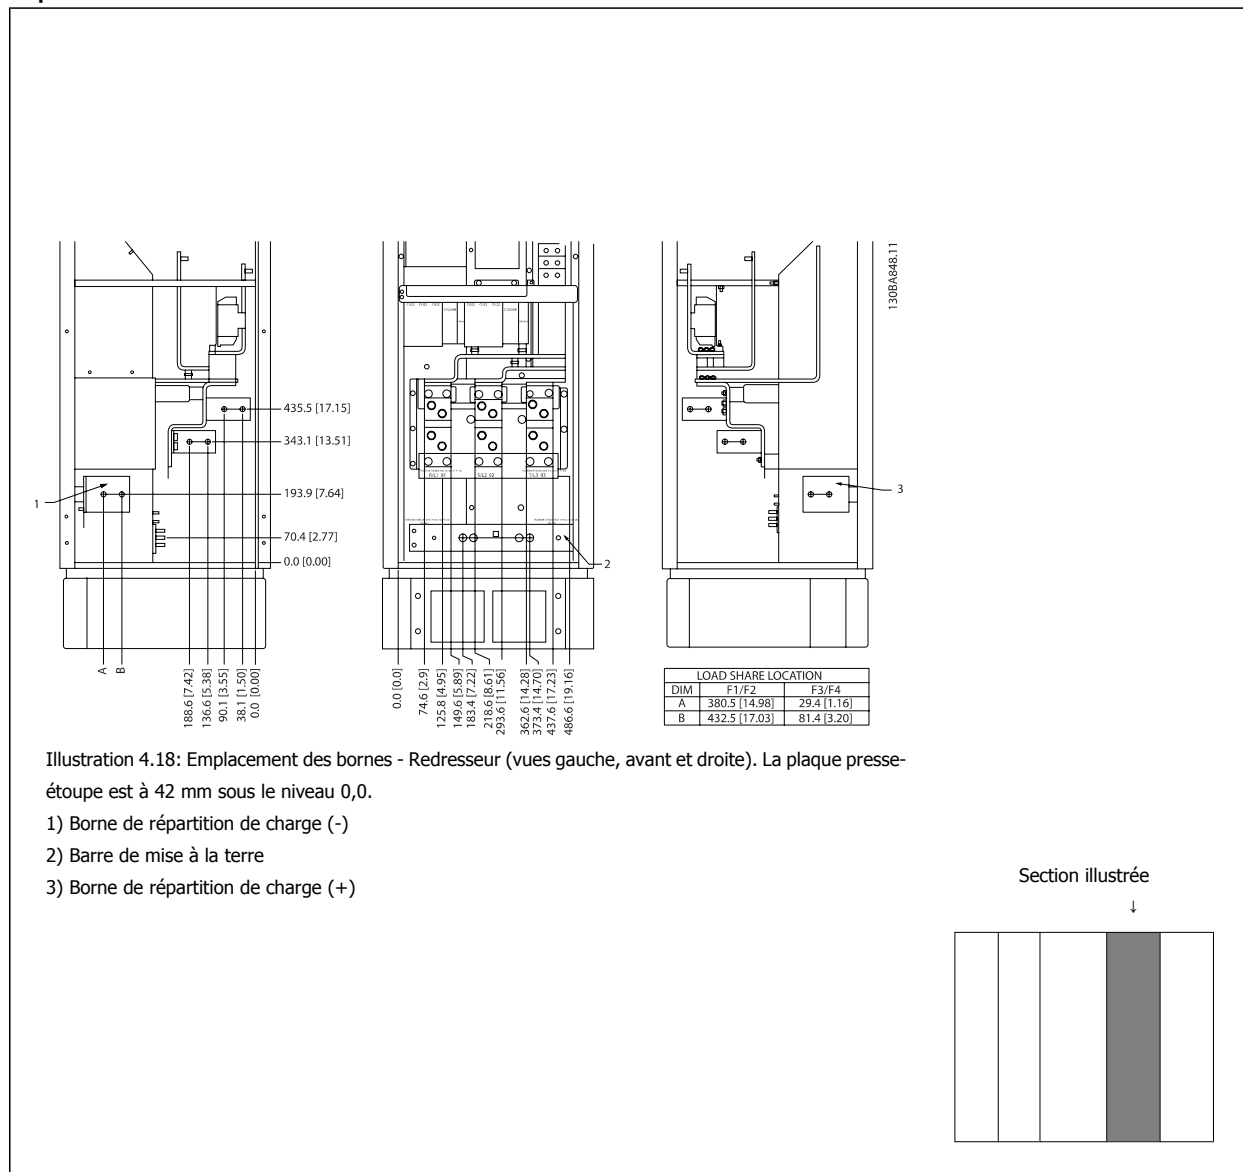 130BA848.11
435.5 [17.15]
343.1 [13.51]
193.9 [7.64]
70.4 [2.77]
0.0 [0.00]
1
2
3
A
B
188.6 [7.42]
136.6 [5.38]
90.1 [3.55]
38.1 [1.50]
0.0 [0.00]
R/L1 91
S/L2 92
T/L3 93
0.0 [0.0]
74.6 [2.9]
125.8 [4.95]
149.6 [5.89]
183.4 [7.22]
218.6 [8.61]
293.6 [11.56]
362.6 [14.28]
373.4 [14.70]
437.6 [17.23]
486.6 [19.16]
LOAD SHARE LOCATION
DIM F1/F2 F3/F4
A 380.5 [14.98] 29.4 [1.16]
B 432.5 [17.03] 81.4 [3.20]
Illustration 4.18: Emplacement des bornes - Redresseur (vues gauche, avant et droite). La plaque presse-
étoupe est à 42 mm sous le niveau 0,0.
1) Borne de répartition de charge (-)
2) Barre de mise à la terre
3) Borne de répartition de charge (+)
Section illustrée
↓